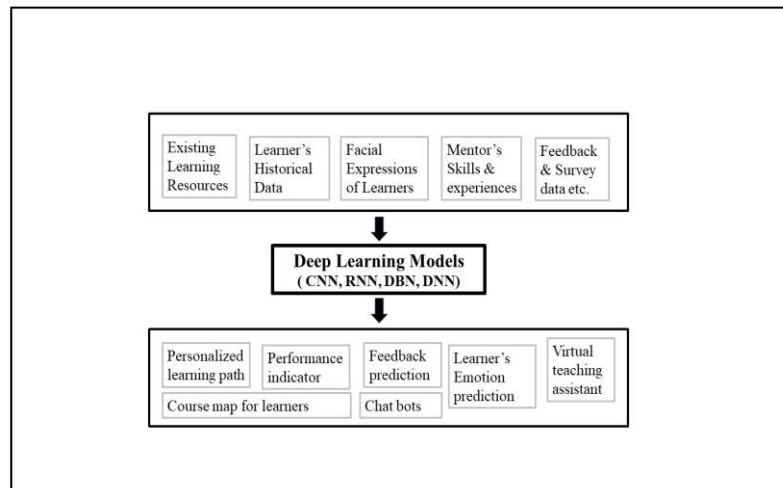 Existing
Learning
Resources
Learner's
Historical
Data
Facial
Expressions
of Learners
Mentor's
Skills &
experiences
Feedback
& Survey
data etc.
Deep Learning Models
( CNN, RNN, DBN, DNN)
Personalized
learning path
Performance
indicator
Feedback
prediction
Learner's
Emotion
prediction
Virtual
teaching
assistant
Course map for learners
Chat bots